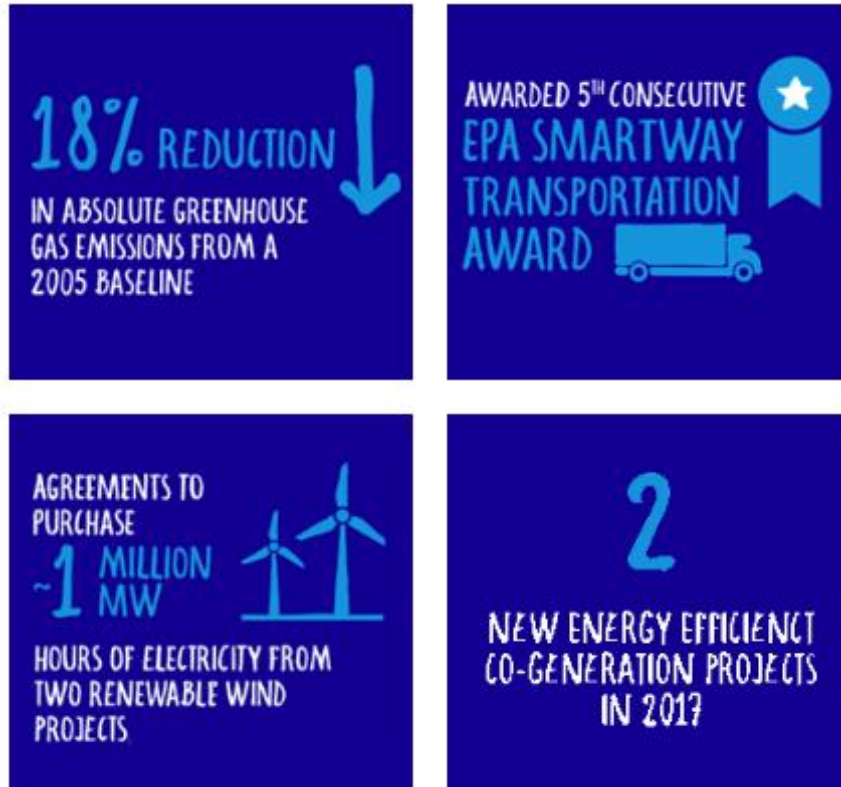 18% REDUCTION
IN ABSOLUTE GREENHOUSE
GAS EMISSIONS FROM A
2005 BASELINE
AWARDED 5TH CONSECUTIVE
EPA SMARTWAY
TRANSPORTATION
AWARD
AGREEMENTS TO
PURCHASE
~1 MILLION
MW
HOURS OF ELECTRICITY FROM
TWO RENEWABLE WIND
PROJECTS
2
NEW ENERGY EFFICIENCT
CO-GENERATION PROJECTS
IN 2017